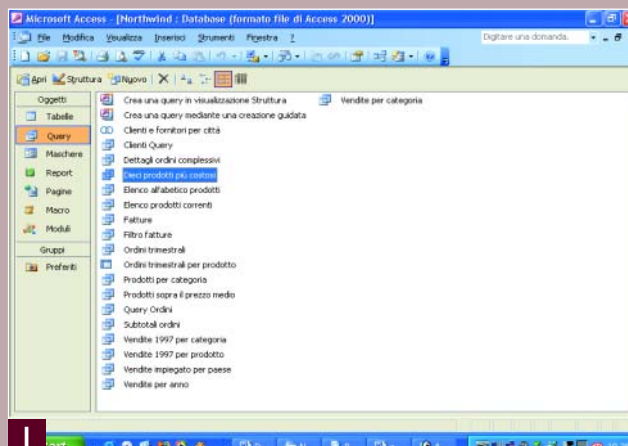 Microsoft Access - [Northwind : Database (formato file di Access 2000)]
File Modifica Visualizza Inserisci Strumenti Finestra ?
Digitare una domanda.
Apri Struttura Nuovo
Oggetti
Tabelle
Query
Maschere
Report
Pagine
Macro
Moduli
Gruppi
Preferiti
Crea una query in visualizzazione Struttura
Crea una query mediante una creazione guidata
Clienti e fornitori per città
Clienti Query
Dettagli ordini complessivi
Dieci prodotti più costosi
Elenco alfabetico prodotti
Elenco prodotti correnti
Fatture
Filtro fatture
Ordini trimestrali
Ordini trimestrali per prodotto
Prodotti per categoria
Prodotti sopra il prezzo medio
Query Ordini
Subtotali ordini
Vendite 1997 per categoria
Vendite 1997 per prodotto
Vendite impiegato per paese
Vendite per anno
Vendite per categoria